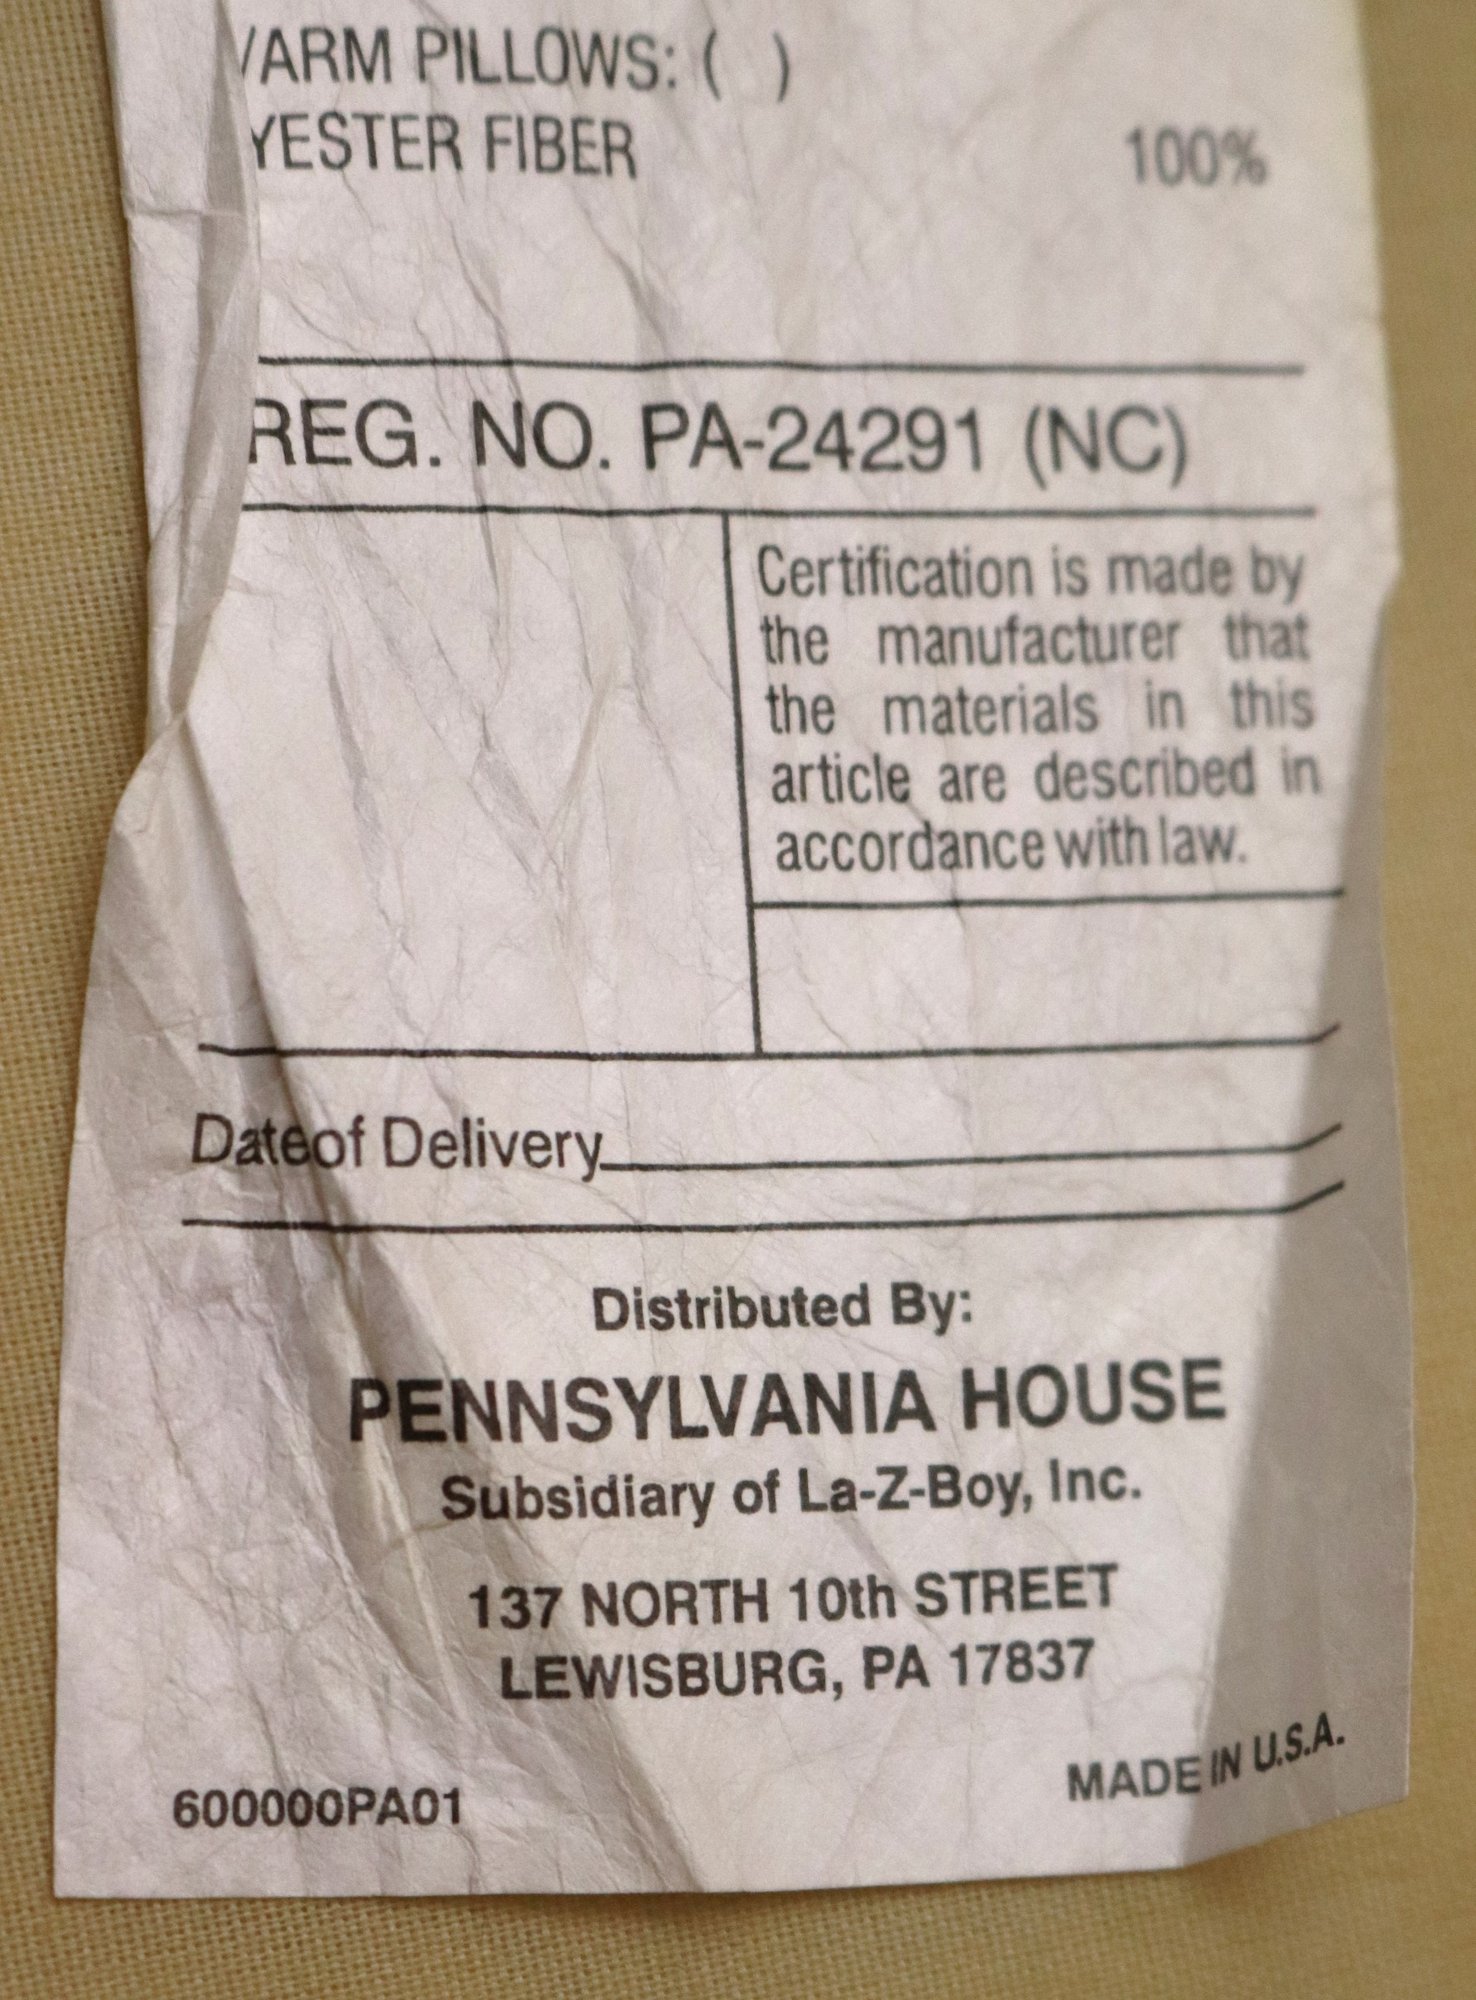 /ARM PILLOWS: ( )
YESTER FIBER 100%
REG. NO. PA-24291 (NC)
Certification is made by
the manufacturer that
the materials in this
article are described in
accordance with law.
Date of Delivery
Distributed By:
PENNSYLVANIA HOUSE
Subsidiary of La-Z-Boy, Inc.
137 NORTH 10th STREET
LEWISBURG, PA 17837
MADE IN U.S.A.
600000PA01